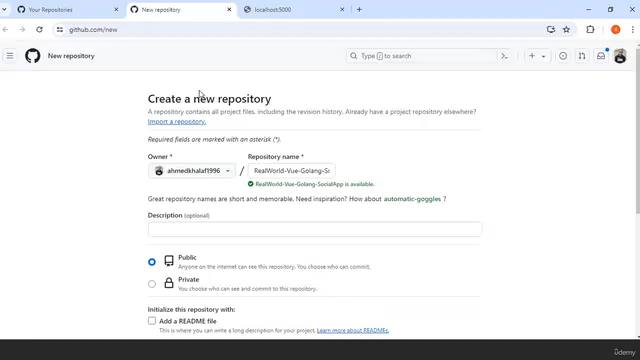 Your Repositories
New repository
localhost:5000
github.com/new
New repository
Type / to search
Create a new repository
A repository contains all project files, including the revision history. Already have a project repository elsewhere?
Import a repository.
Required fields are marked with an asterisk (*).
Owner * Repository name *
ahmedkhalaf1996 / RealWorld-Vue-Golang-So
RealWorld-Vue-Golang-SocialApp is available.
Great repository names are short and memorable. Need inspiration? How about automatic-goggles ?
Description (optional)
Public
Anyone on the internet can see this repository. You choose who can commit.
Private
You choose who can see and commit to this repository.
Initialize this repository with:
Add a README file
This is where you can write a long description for your project. Learn more about READMEs.
Udemy